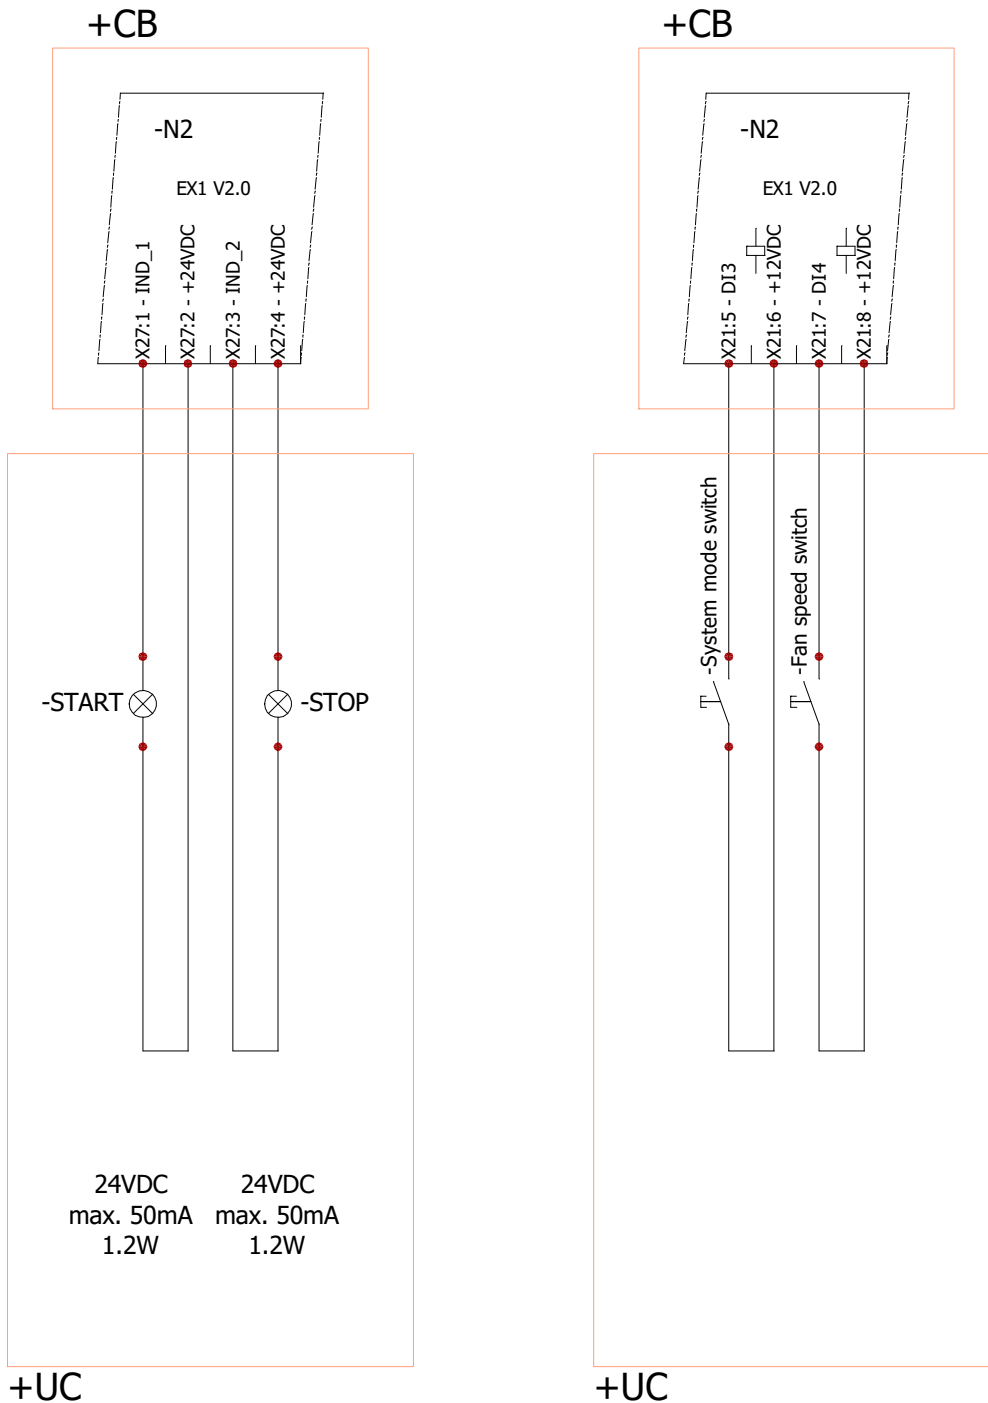 +CB
-N2
EX1 V2.0
X27:1 - IND_1
X27:2 - +24VDC
X27:3 - IND_2
X27:4 - +24VDC
-START
-STOP
24VDC
max. 50mA
1.2W
24VDC
max. 50mA
1.2W
+UC
+CB
-N2
EX1 V2.0
X21:5 - DI3
X21:6 - +12VDC
X21:7 - DI4
X21:8 - +12VDC
-System mode switch
-Fan speed switch
+UC